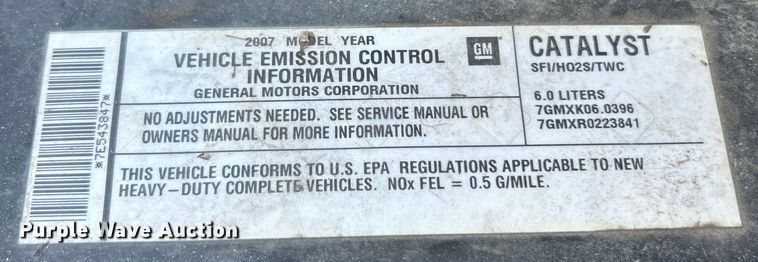 *7E543847*
2007 MODEL YEAR
VEHICLE EMISSION CONTROL
INFORMATION
GENERAL MOTORS CORPORATION
GM
CATALYST
SFI/HO2S/TWC
6.0 LITERS
7GMXK06.0396
7GMXR0223841
NO ADJUSTMENTS NEEDED. SEE SERVICE MANUAL OR
OWNERS MANUAL FOR MORE INFORMATION.
THIS VEHICLE CONFORMS TO U.S. EPA REGULATIONS APPLICABLE TO NEW
HEAVY-DUTY COMPLETE VEHICLES. NOx FEL = 0.5 G/MILE.
Purple Wave Auction